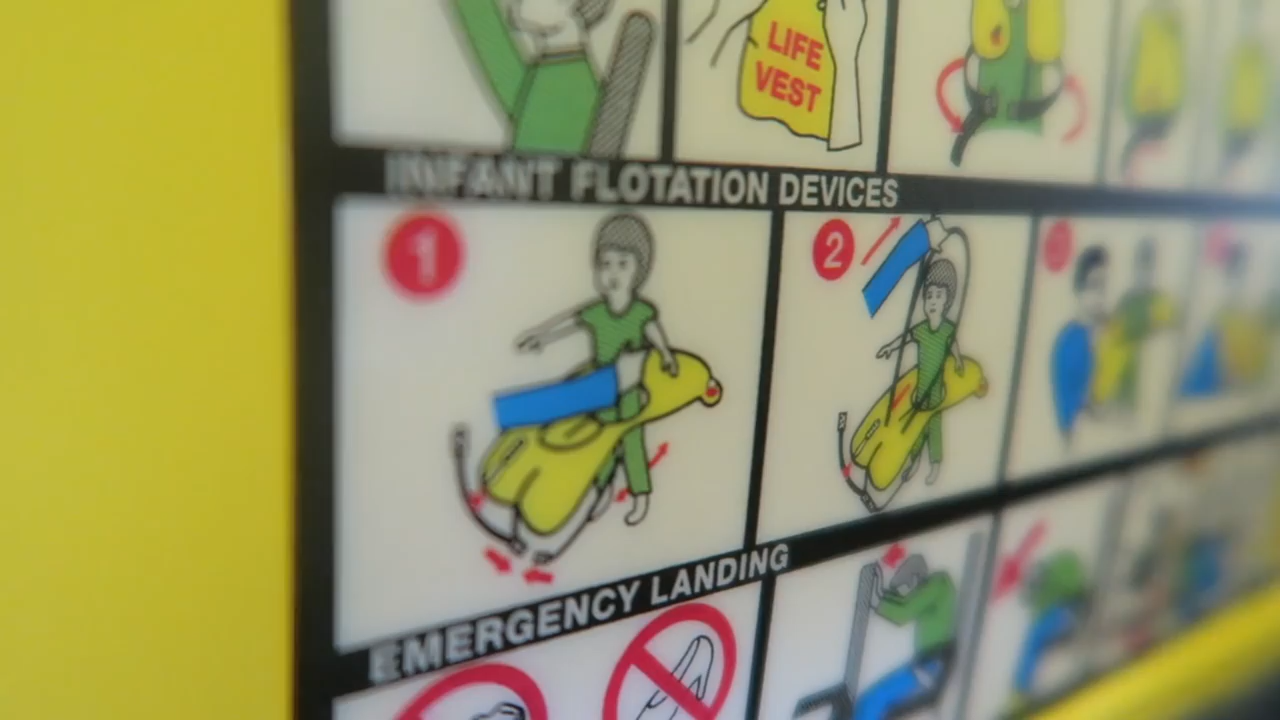 LIFE
VEST
INFANT FLOTATION DEVICES
1
2
EMERGENCY LANDING